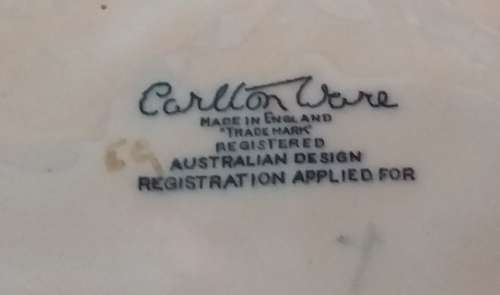 Carlton Ware
MADE IN ENGLAND
"TRADE MARK"
REGISTERED
AUSTRALIAN DESIGN
REGISTRATION APPLIED FOR